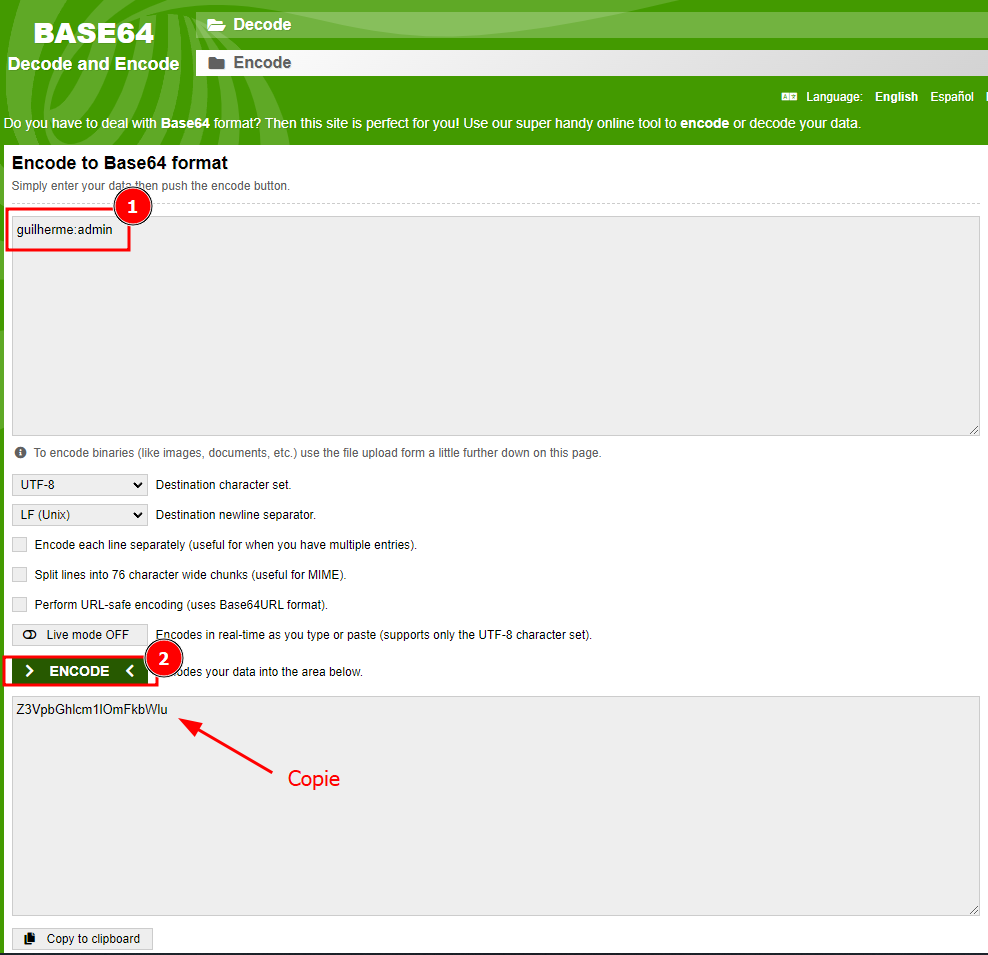 BASE64
Decode and Encode
Decode
Encode
Language: English Español
Do you have to deal with Base64 format? Then this site is perfect for you! Use our super handy online tool to encode or decode your data.
Encode to Base64 format
Simply enter your data then push the encode button.
1
guilherme:admin
To encode binaries (like images, documents, etc.) use the file upload form a little further down on this page.
UTF-8 Destination character set.
LF (Unix) Destination newline separator.
Encode each line separately (useful for when you have multiple entries).
Split lines into 76 character wide chunks (useful for MIME).
Perform URL-safe encoding (uses Base64URL format).
Live mode OFF Encodes in real-time as you type or paste (supports only the UTF-8 character set).
2
> ENCODE < odes your data into the area below.
Z3VpbGhlcm1lOmFkbWlu
Copie
Copy to clipboard